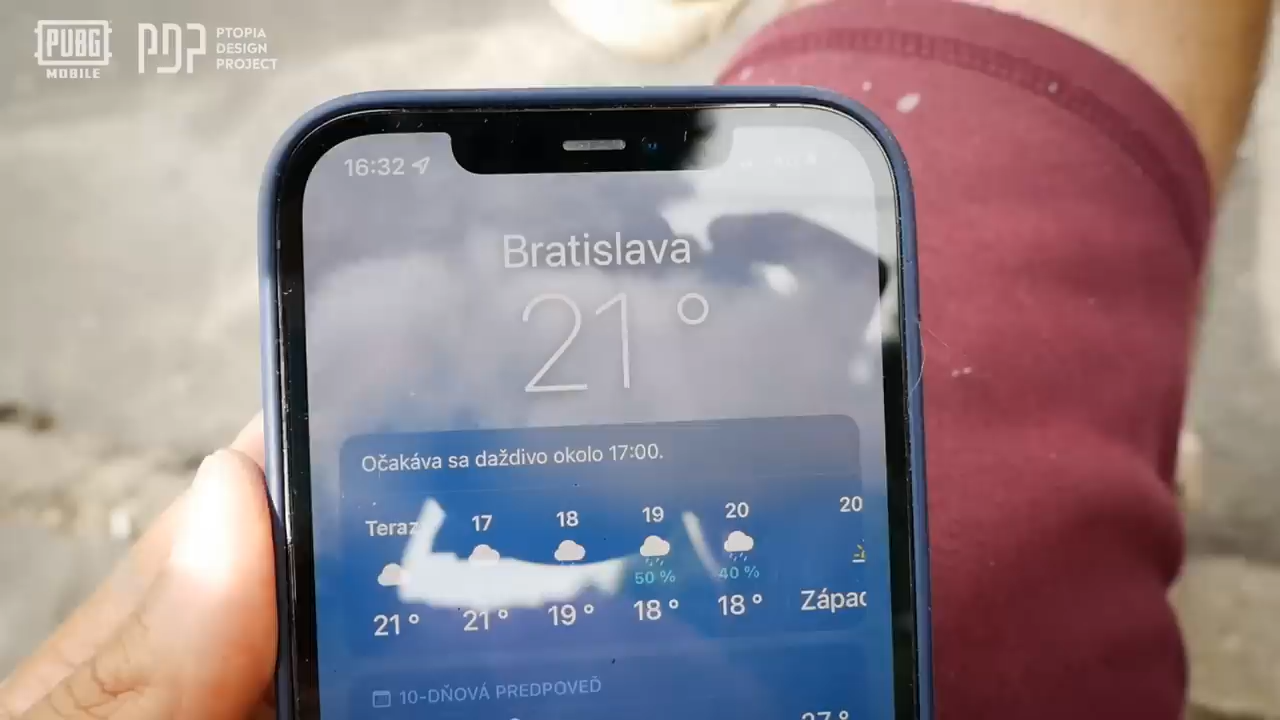 PUBG
MOBILE
PDP
PTOPIA
DESIGN
PROJECT
16:32
Bratislava
21°
Očakáva sa daždivo okolo 17:00.
Teraz 17 18 19 20 20
50 % 40 %
21° 21° 19° 18° 18° Západ
10-DŇOVÁ PREDPOVEĎ